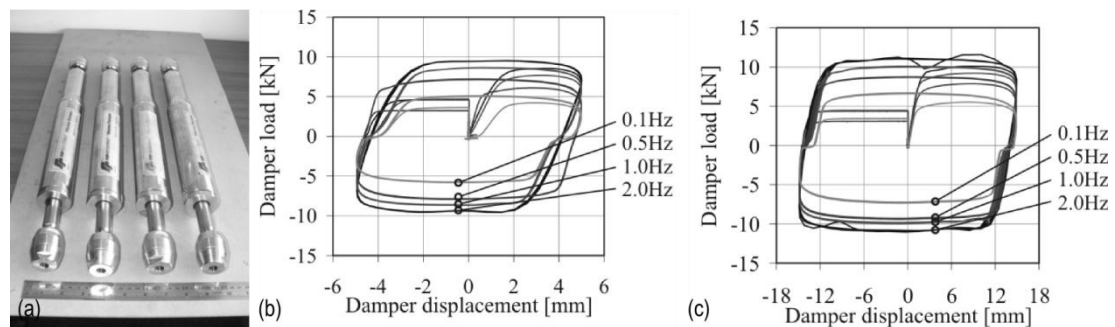 (a)
(b)
Damper load [kN]
15
10
5
0
-5
-10
-15
-6 -4 -2 0 2 4 6
Damper displacement [mm]
0.1Hz
0.5Hz
1.0Hz
2.0Hz
(c)
Damper load [kN]
15
10
5
0
-5
-10
-15
-18 -12 -6 0 6 12 18
Damper displacement [mm]
0.1Hz
0.5Hz
1.0Hz
2.0Hz